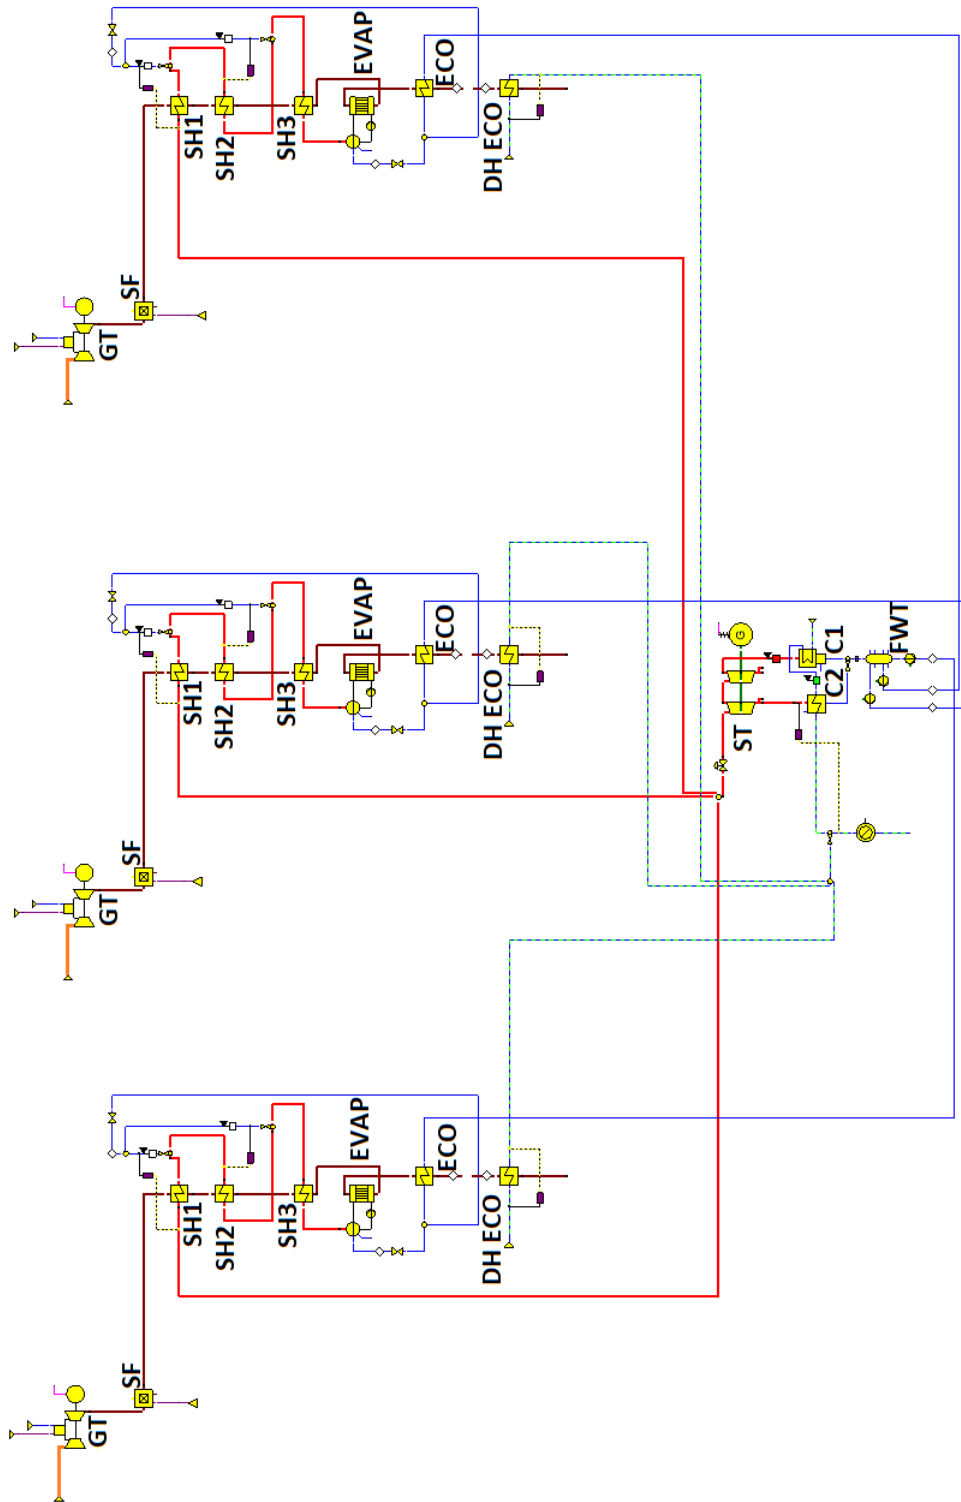 EVAP
ECO
SH1
SH2
SH3
DH ECO
SF
GT
EVAP
ECO
SH1
SH2
SH3
DH ECO
SF
GT
G
C1
C2
FWT
ST
EVAP
ECO
SH1
SH2
SH3
DH ECO
SF
GT